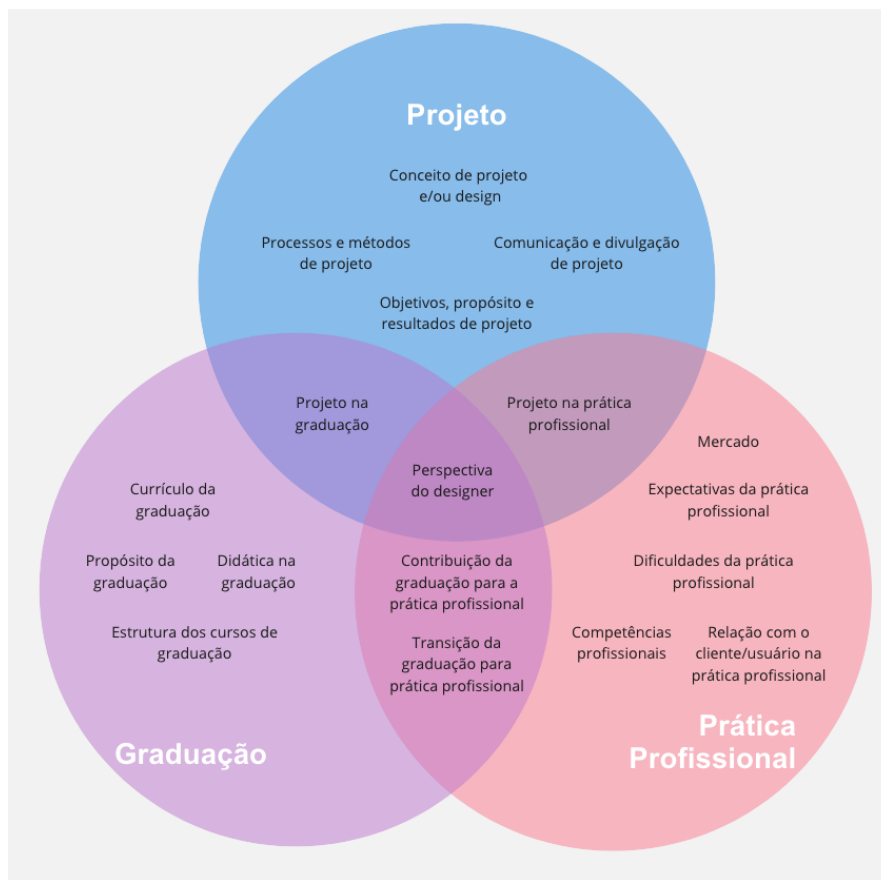 Projeto
Conceito de projeto
e/ou design
Processos e métodos
de projeto
Comunicação e divulgação
de projeto
Objetivos, propósito e
resultados de projeto
Projeto na
graduação
Projeto na prática
profissional
Perspectiva
do designer
Mercado
Currículo da
graduação
Expectativas da prática
profissional
Propósito da
graduação
Didática na
graduação
Contribuição da
graduação para a
prática profissional
Dificuldades da prática
profissional
Estrutura dos cursos de
graduação
Transição da
graduação para
prática profissional
Competências
profissionais
Relação com o
cliente/usuário na
prática profissional
Graduação
Prática
Profissional